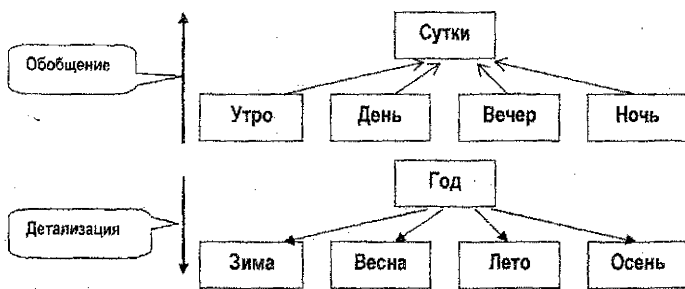 Сутки
Обобщение
Утро День Вечер Ночь
Год
Детализация
Зима Весна Лето Осень